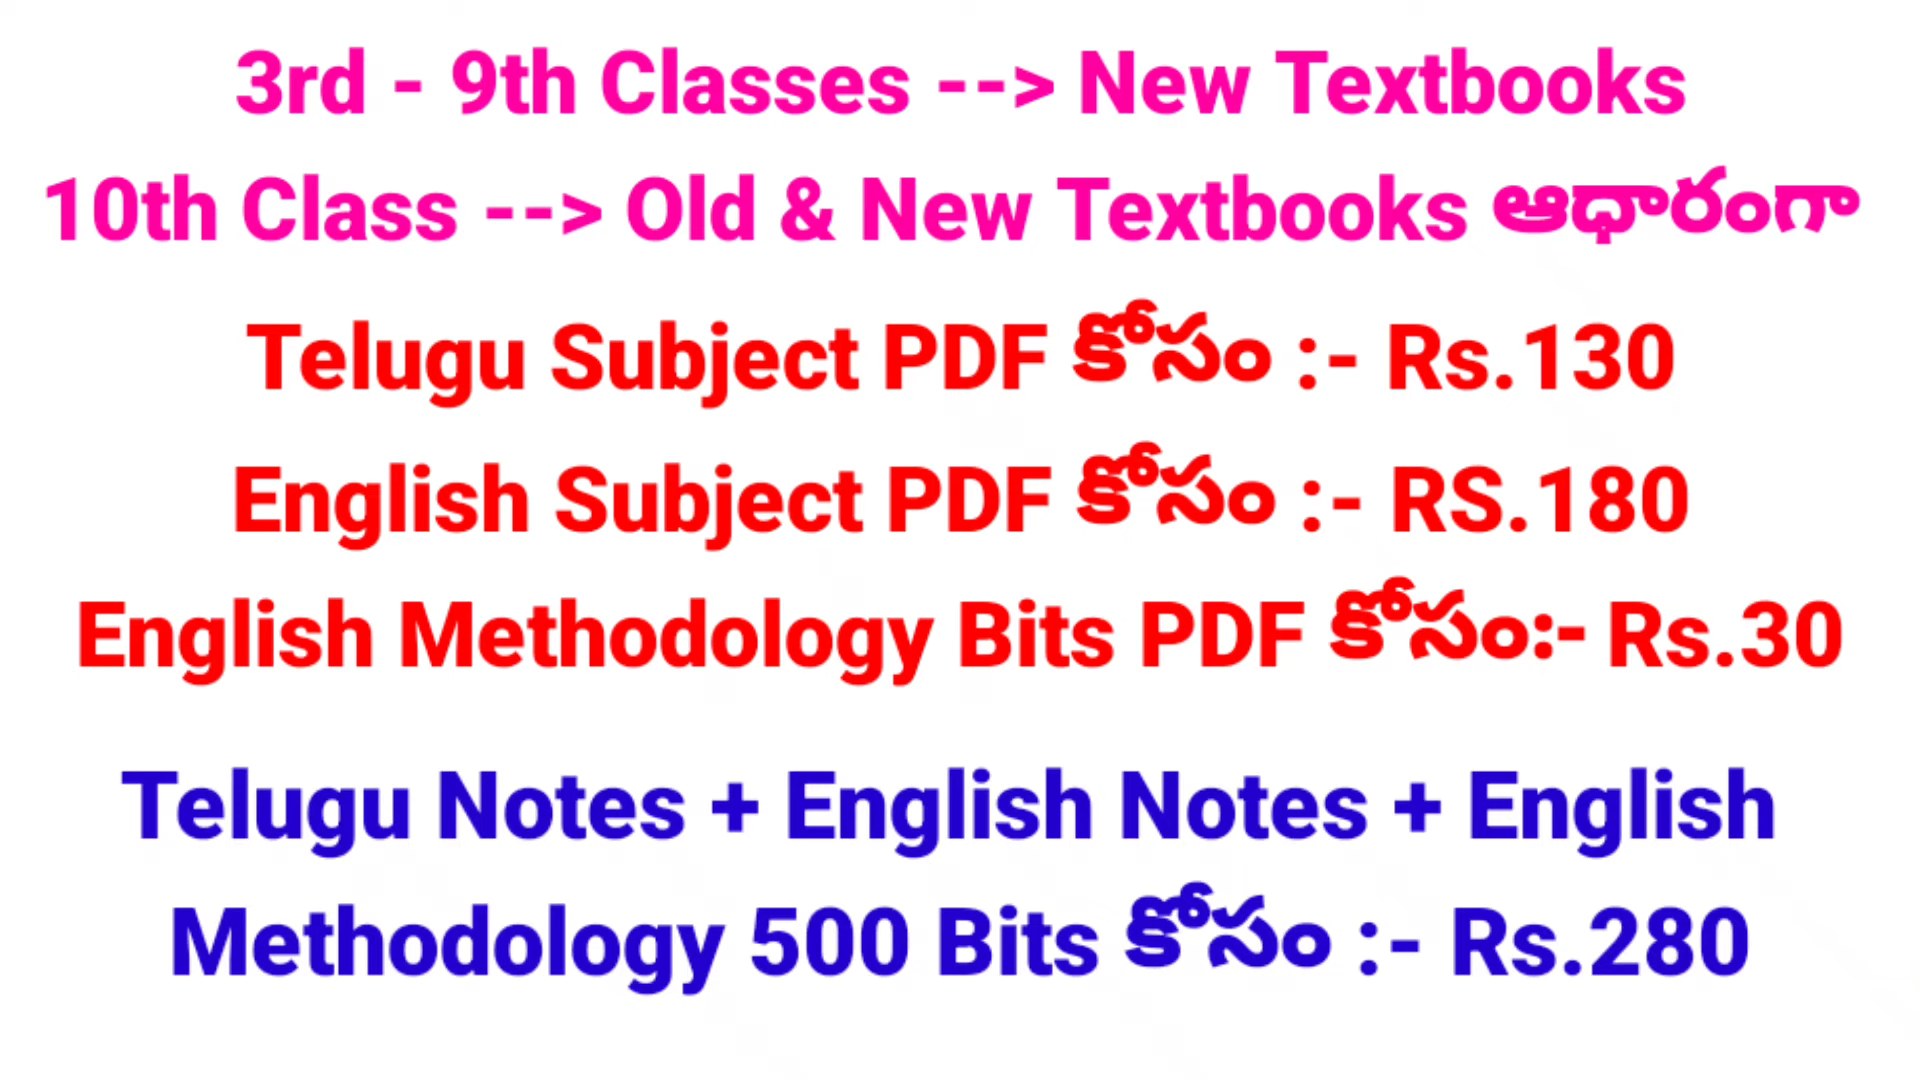 3rd - 9th Classes --> New Textbooks
10th Class --> Old & New Textbooks ఆధారంగా
Telugu Subject PDF కోసం :- Rs.130
English Subject PDF కోసం :- RS.180
English Methodology Bits PDF కోసం:- Rs.30
Telugu Notes + English Notes + English
Methodology 500 Bits కోసం :- Rs.280